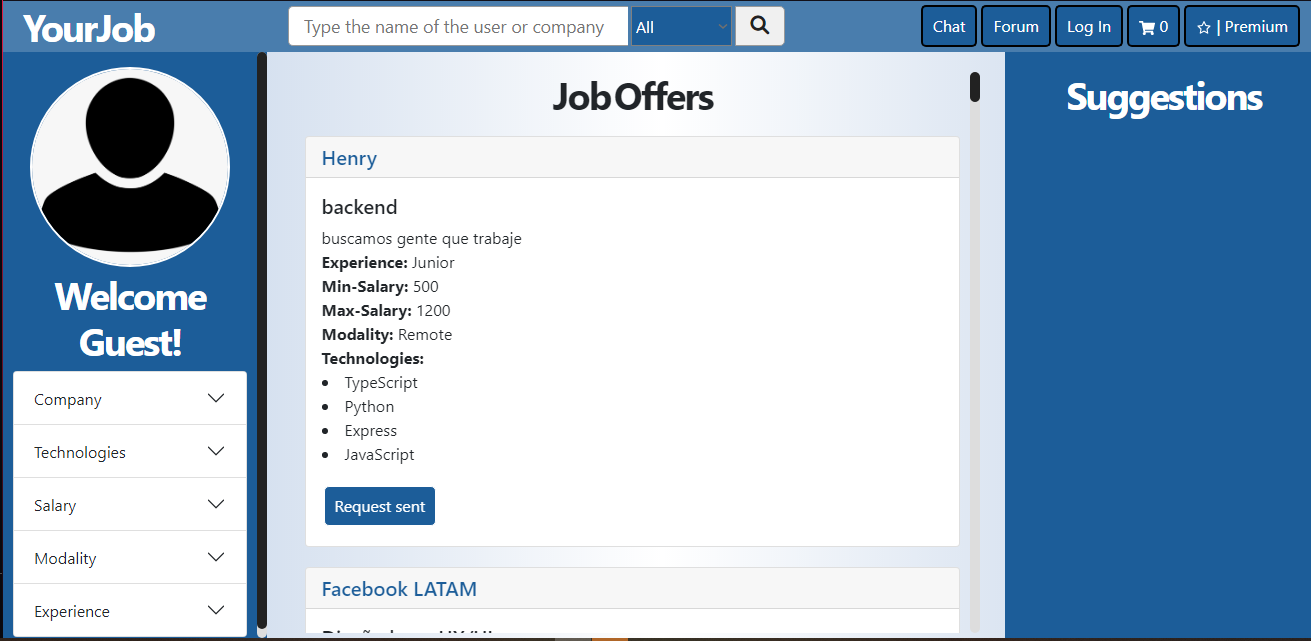 YourJob
Type the name of the user or company
All
Chat
Forum
Log In
0
| Premium
Welcome
Guest!
Company
Technologies
Salary
Modality
Experience
Job Offers
Henry
backend
buscamos gente que trabaje
Experience: Junior
Min-Salary: 500
Max-Salary: 1200
Modality: Remote
Technologies:
TypeScript
Python
Express
JavaScript
Request sent
Facebook LATAM
Suggestions